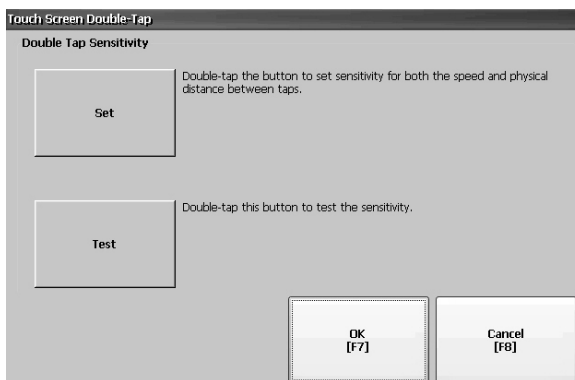 Touch Screen Double-Tap
Double Tap Sensitivity
Set
Double-tap the button to set sensitivity for both the speed and physical
distance between taps.
Test
Double-tap this button to test the sensitivity.
OK
[F7]
Cancel
[F8]